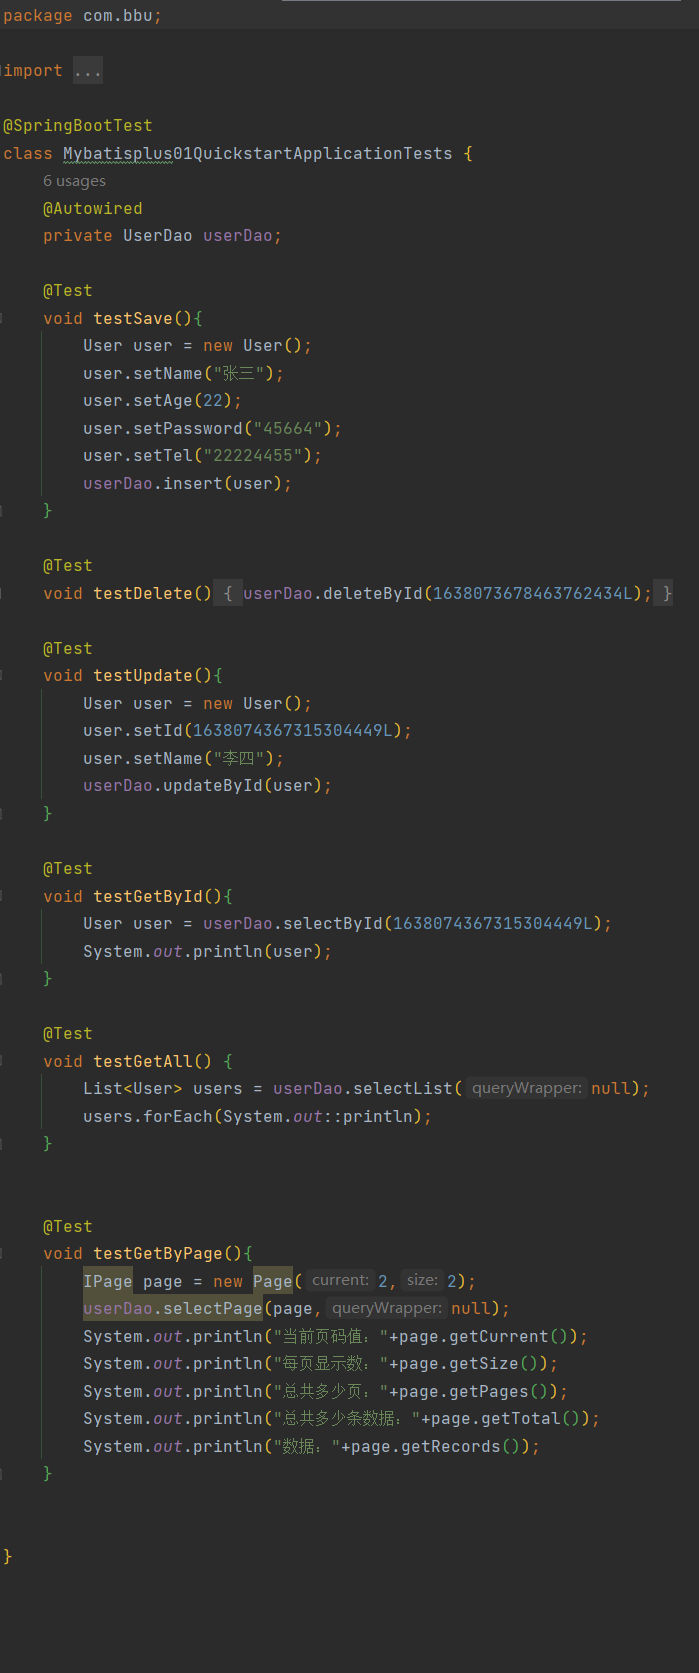 package com.bbu;
import ...
@SpringBootTest
class Mybatisplus01QuickstartApplicationTests {
6 usages
@Autowired
private UserDao userDao;
@Test
void testSave(){
User user = new User();
user.setName("张三");
user.setAge(22);
user.setPassword("45664");
user.setTel("22224455");
userDao.insert(user);
}
@Test
void testDelete() { userDao.deleteById(1638073678463762434L); }
@Test
void testUpdate(){
User user = new User();
user.setId(1638074367315304449L);
user.setName("李四");
userDao.updateById(user);
}
@Test
void testGetById(){
User user = userDao.selectById(1638074367315304449L);
System.out.println(user);
}
@Test
void testGetAll() {
List<User> users = userDao.selectList( queryWrapper: null);
users.forEach(System.out::println);
}
@Test
void testGetByPage(){
IPage page = new Page( current: 2, size: 2);
userDao.selectPage(page, queryWrapper: null);
System.out.println("当前页码值："+page.getCurrent());
System.out.println("每页显示数："+page.getSize());
System.out.println("总共多少页："+page.getPages());
System.out.println("总共多少条数据："+page.getTotal());
System.out.println("数据："+page.getRecords());
}
}